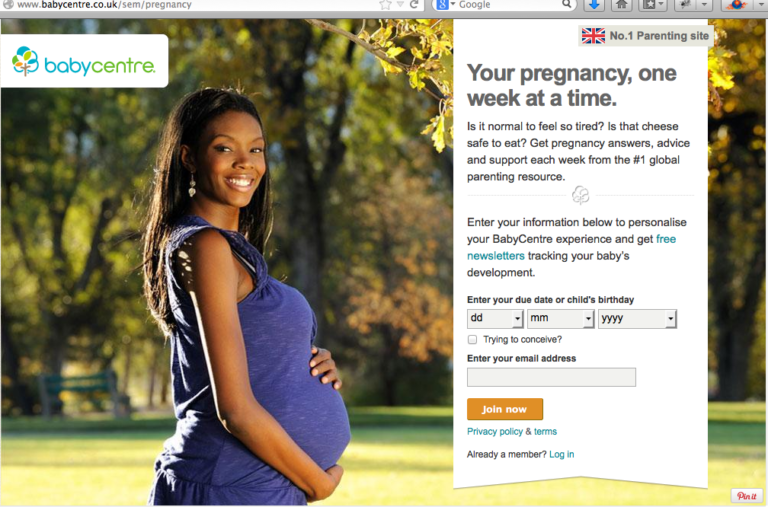 www.babycentre.co.uk/sem/pregnancy
Google
babycentre.
No.1 Parenting site
Your pregnancy, one
week at a time.
Is it normal to feel so tired? Is that cheese
safe to eat? Get pregnancy answers, advice
and support each week from the #1 global
parenting resource.
Enter your information below to personalise
your BabyCentre experience and get free
newsletters tracking your baby's
development.
Enter your due date or child's birthday
dd mm yyyy
Trying to conceive?
Enter your email address
Join now
Privacy policy & terms
Already a member? Log in
Pin it